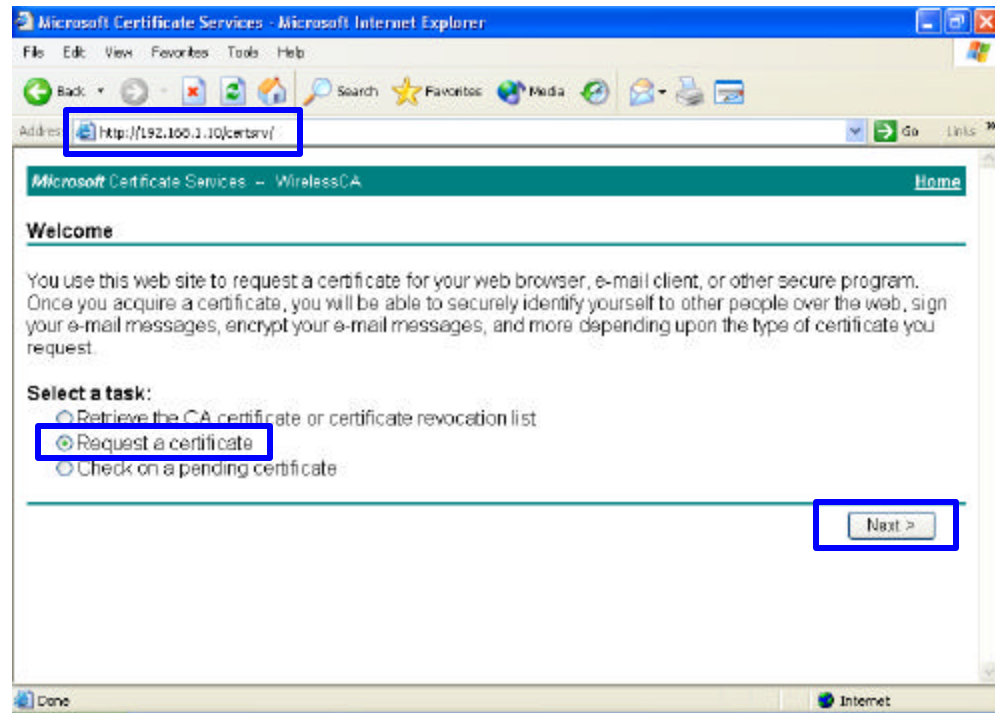 Microsoft Certificate Services - Microsoft Internet Explorer
File Edit View Favorites Tools Help
Back Search Favorites Media
Address http://192.168.1.10/certsrv/ Go Links »
Microsoft Certificate Services -- WirelessCA Home
Welcome
You use this web site to request a certificate for your web browser, e-mail client, or other secure program.
Once you acquire a certificate, you will be able to securely identify yourself to other people over the web, sign
your e-mail messages, encrypt your e-mail messages, and more depending upon the type of certificate you
request.
Select a task:
Retrieve the CA certificate or certificate revocation list
Request a certificate
Check on a pending certificate
Next >
Done Internet